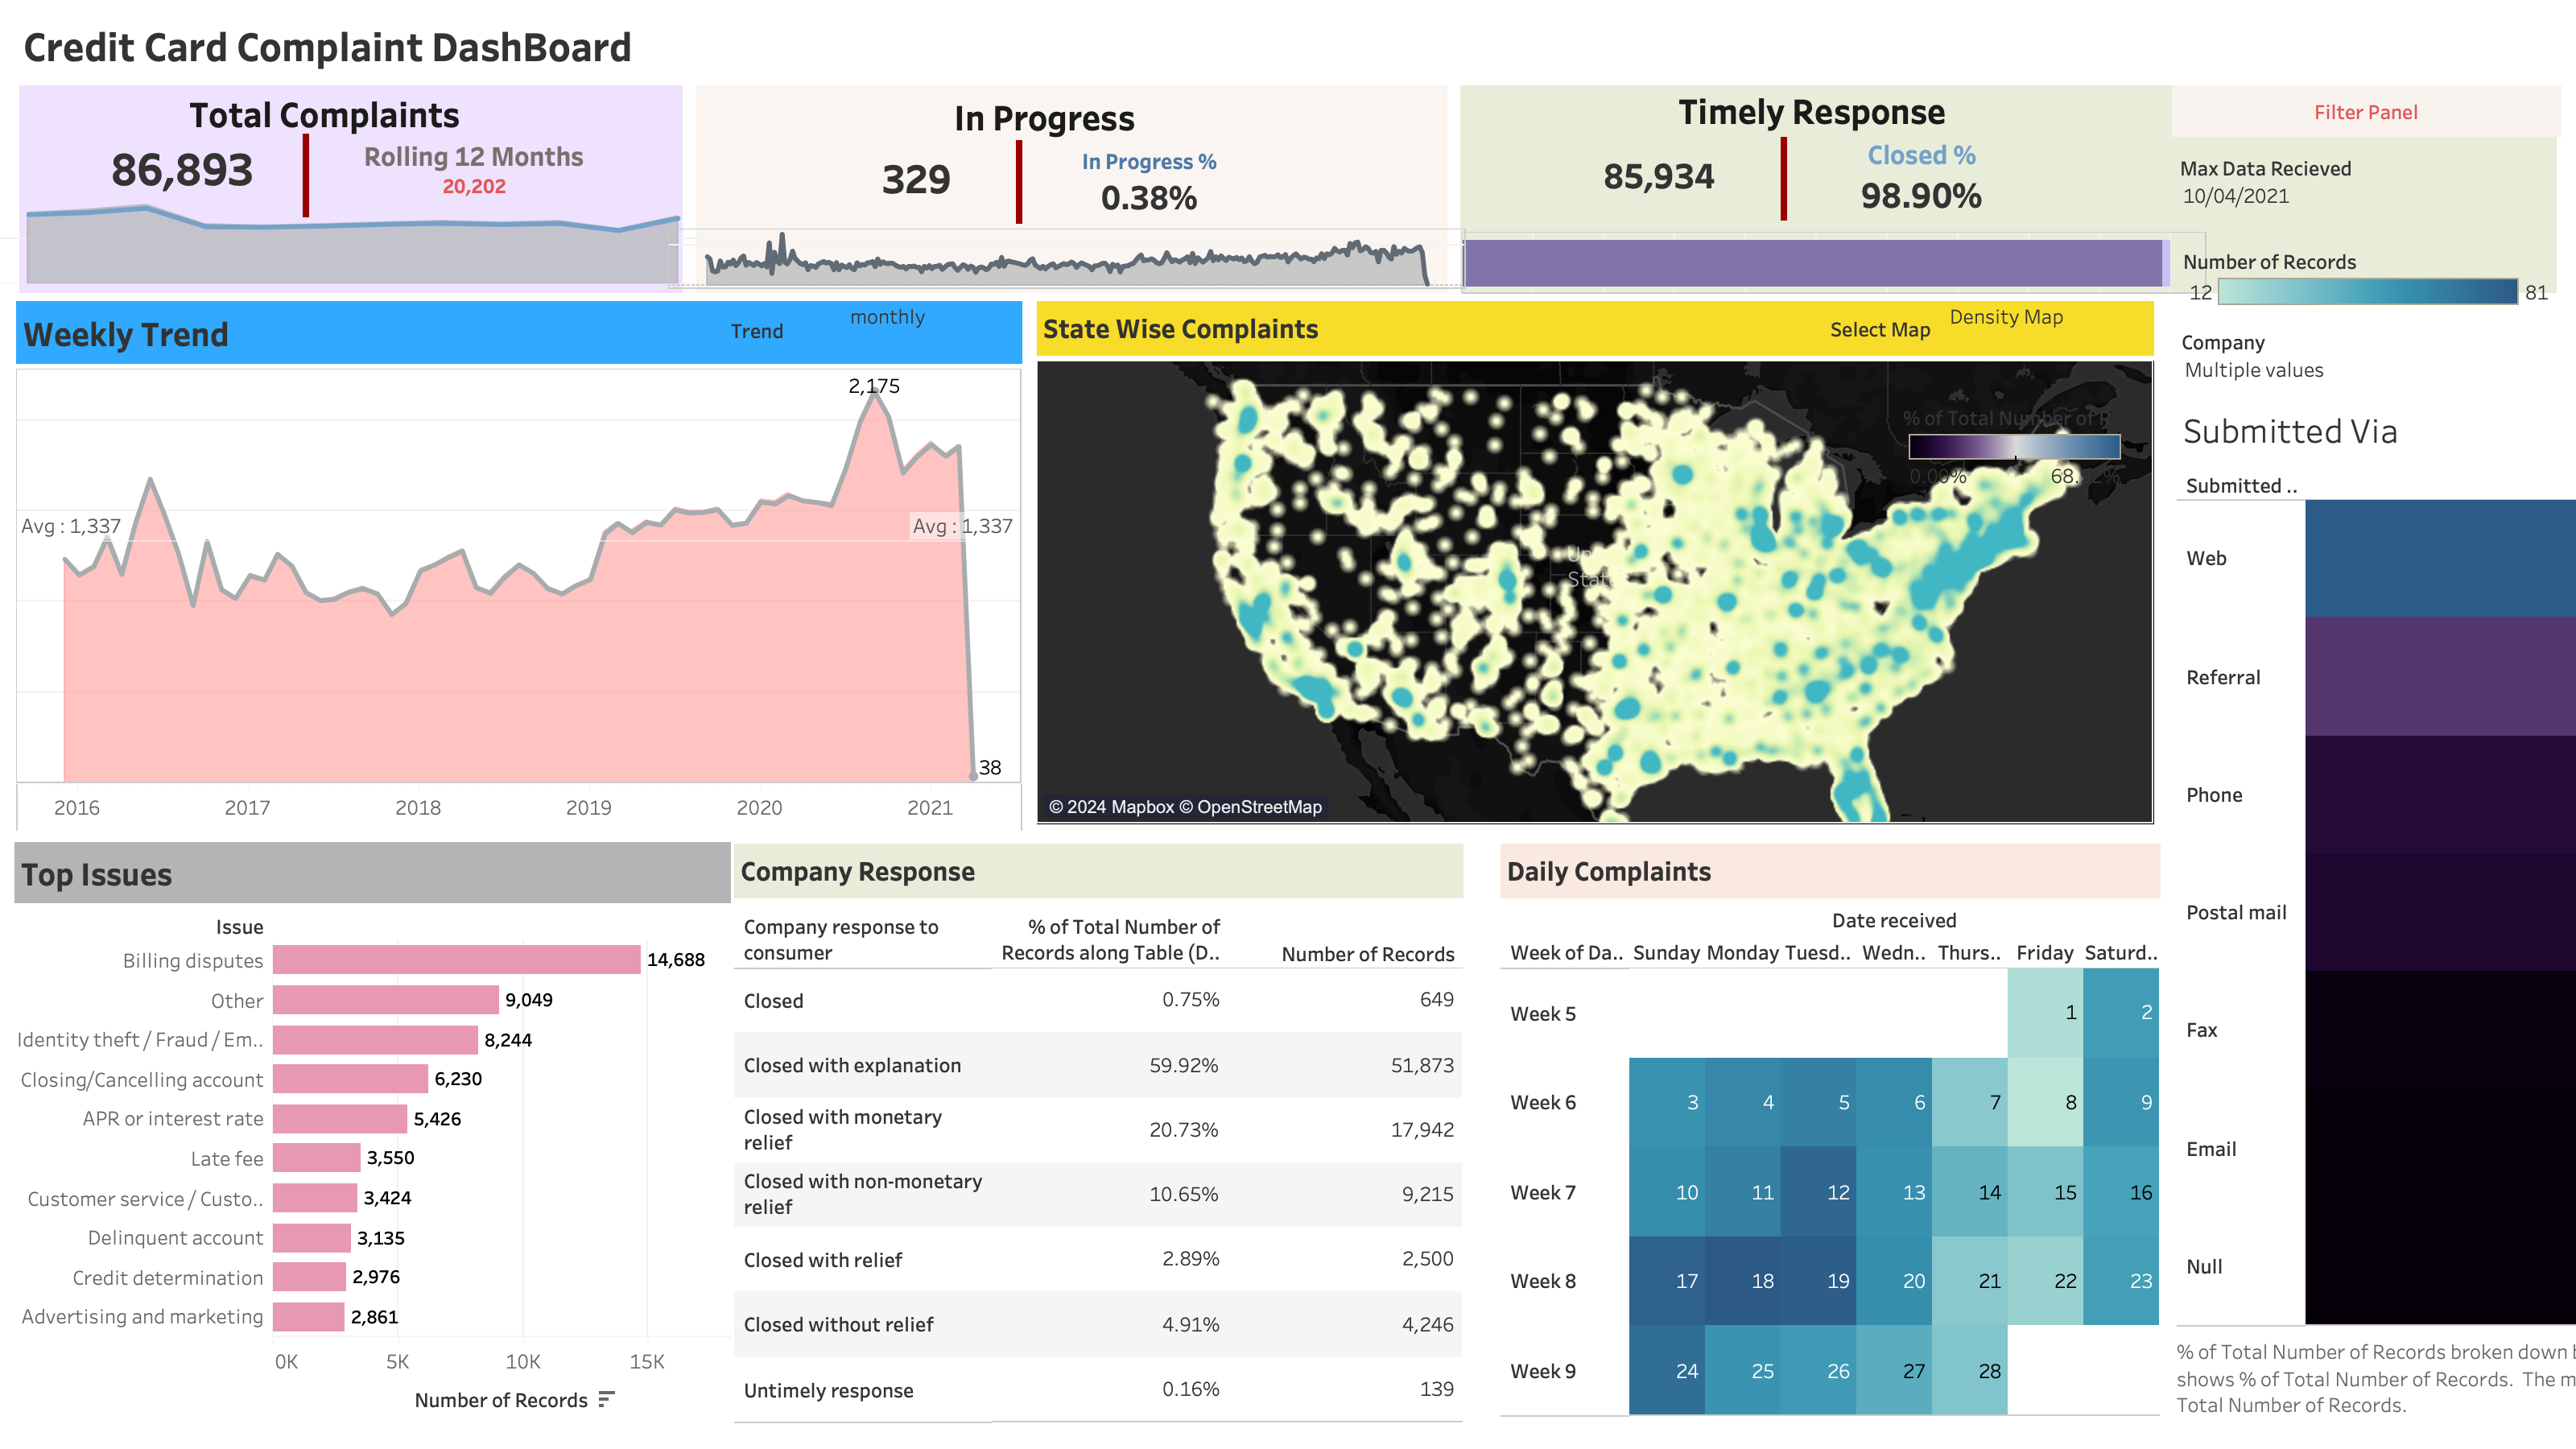 Credit Card Complaint DashBoard
Total Complaints
86,893
Rolling 12 Months
20,202
In Progress
329
In Progress %
0.38%
Timely Response
85,934
Closed %
98.90%
Filter Panel
Max Data Recieved
10/04/2021
Number of Records
12
81
Company
Multiple values
Weekly Trend
Trend
monthly
2,175
Avg : 1,337
Avg : 1,337
38
2016
2017
2018
2019
2020
2021
State Wise Complaints
Select Map
Density Map
% of Total Number of
0.00%
© 2024 Mapbox © OpenStreetMap
Submitted Via
Submitted ..
Web
Referral
Phone
Postal mail
Fax
Email
Null
% of Total Number of Records broken down
shows % of Total Number of Records. The m
Total Number of Records.
Top Issues
Issue
Billing disputes 14,688
Other 9,049
Identity theft / Fraud / Em.. 8,244
Closing/Cancelling account 6,230
APR or interest rate 5,426
Late fee 3,550
Customer service / Custo.. 3,424
Delinquent account 3,135
Credit determination 2,976
Advertising and marketing 2,861
0K 5K 10K 15K
Number of Records
Company Response
Company response to
consumer
% of Total Number of
Records along Table (D..
Number of Records
Closed 0.75% 649
Closed with explanation 59.92% 51,873
Closed with monetary
relief 20.73% 17,942
Closed with non-monetary
relief 10.65% 9,215
Closed with relief 2.89% 2,500
Closed without relief 4.91% 4,246
Untimely response 0.16% 139
Daily Complaints
Date received
Week of Da.. Sunday Monday Tuesd.. Wedn.. Thurs.. Friday Saturd..
Week 5 1 2
Week 6 3 4 5 6 7 8 9
Week 7 10 11 12 13 14 15 16
Week 8 17 18 19 20 21 22 23
Week 9 24 25 26 27 28